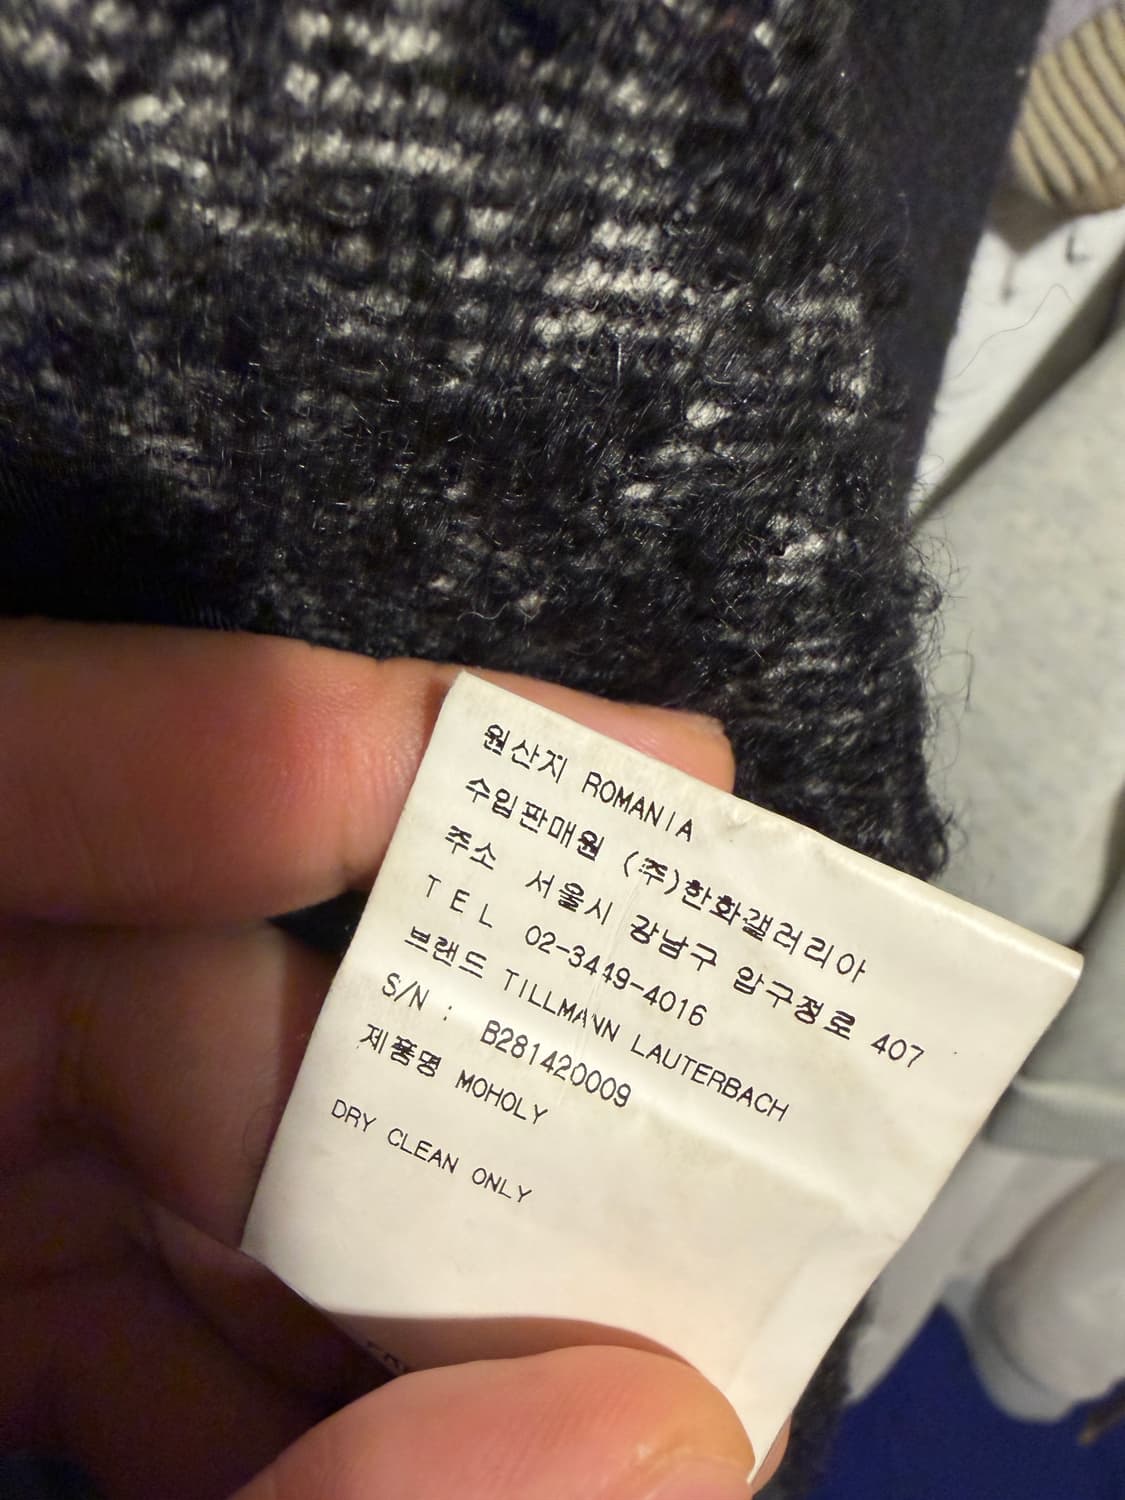 원산지 ROMANIA
수입판매원 (주)한화갤러리아
주소 서울시 강남구 압구정로 407
TEL 02-3449-4016
브랜드 TILLMANN LAUTERBACH
S/N : B281420009
제품명 MOHOLY
DRY CLEAN ONLY